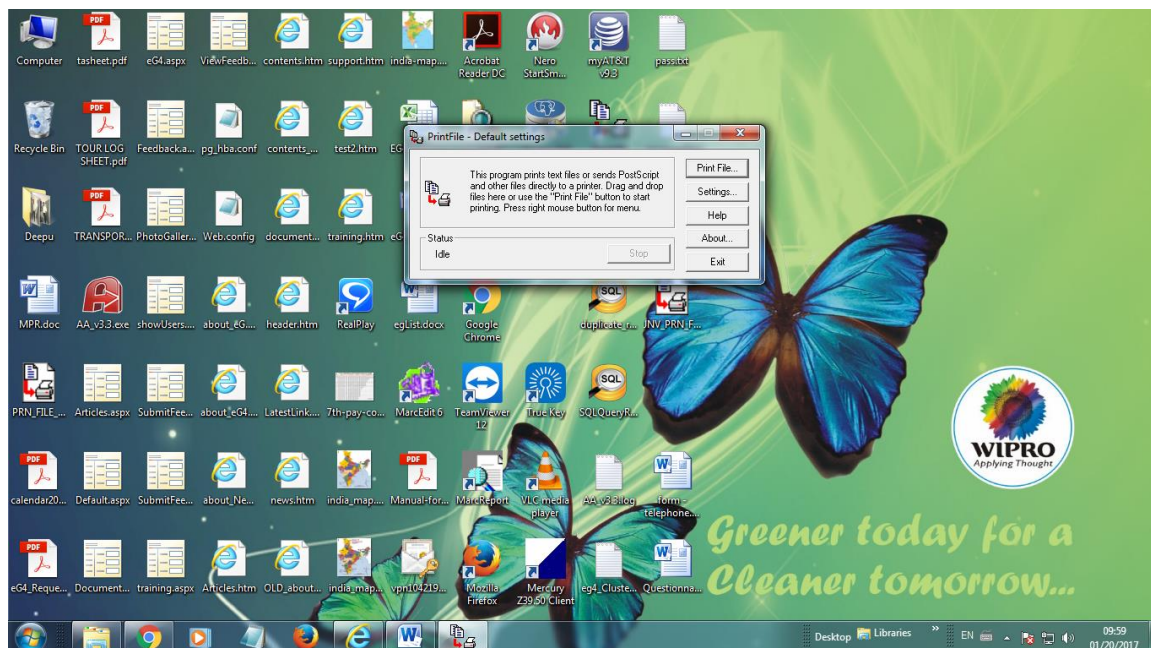 Computer
tasheet.pdf
eG4.aspx
ViewFeedb...
contents.htm
support.htm
india-map....
Acrobat
Reader DC
Nero
StartSm...
myAT&T
v9.3
pass.txt
Recycle Bin
TOUR LOG
SHEET.pdf
Feedback.a...
pg_hba.conf
contents_...
test2.htm
PrintFile - Default settings
This program prints text files or sends PostScript
and other files directly to a printer. Drag and drop
files here or use the "Print File" button to start
printing. Press right mouse button for menu.
Print File...
Settings...
Help
About...
Exit
Status
Idle
Stop
Deepu
TRANSPOR...
PhotoGaller...
Web.config
document...
training.htm
MPR.doc
AA_v3.3.exe
showUsers....
about_eG....
header.htm
RealPlay
egList.docx
Google
Chrome
duplicate_r...
JNV_PRN_F...
PRN_FILE_...
Articles.aspx
SubmitFee...
about_eG4....
LatestLink....
7th-pay-co...
MarcEdit 6
TeamViewer
12
True Key
SQLQueryR...
WIPRO
Applying Thought
calendar20...
Default.aspx
SubmitFee...
about_Ne...
news.htm
india_map....
Manual-for...
MarcReport
VLC media
player
AA_v3.3.log
form -
telephone....
Greener today for a
Cleaner tomorrow...
eG4_Reque...
Document...
training.aspx
Articles.htm
OLD_about...
india_map...
vpn104219...
Mozilla
Firefox
Mercury
Z39.50 Client
eg4_Cluste...
Questionna...
Desktop
Libraries
EN
09:59
01/20/2017